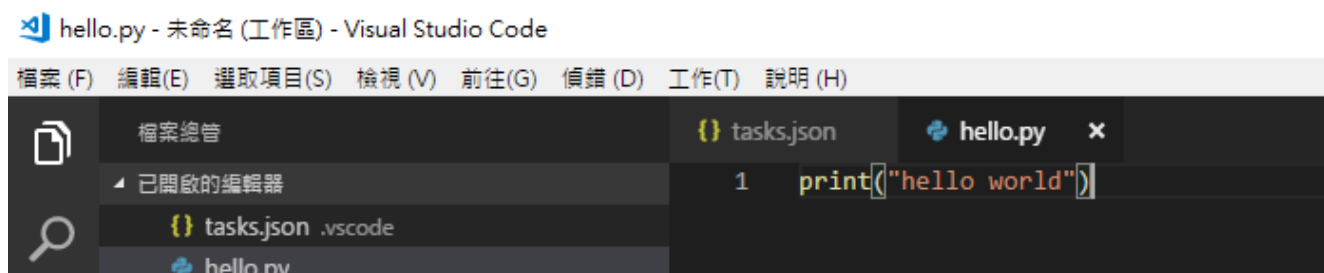 hello.py - 未命名 (工作區) - Visual Studio Code
檔案 (F) 編輯(E) 選取項目(S) 檢視 (V) 前往(G) 偵錯 (D) 工作(T) 說明 (H)
檔案總管
{} tasks.json hello.py ×
已開啟的編輯器
1 print("hello world")
{} tasks.json .vscode
hello.py